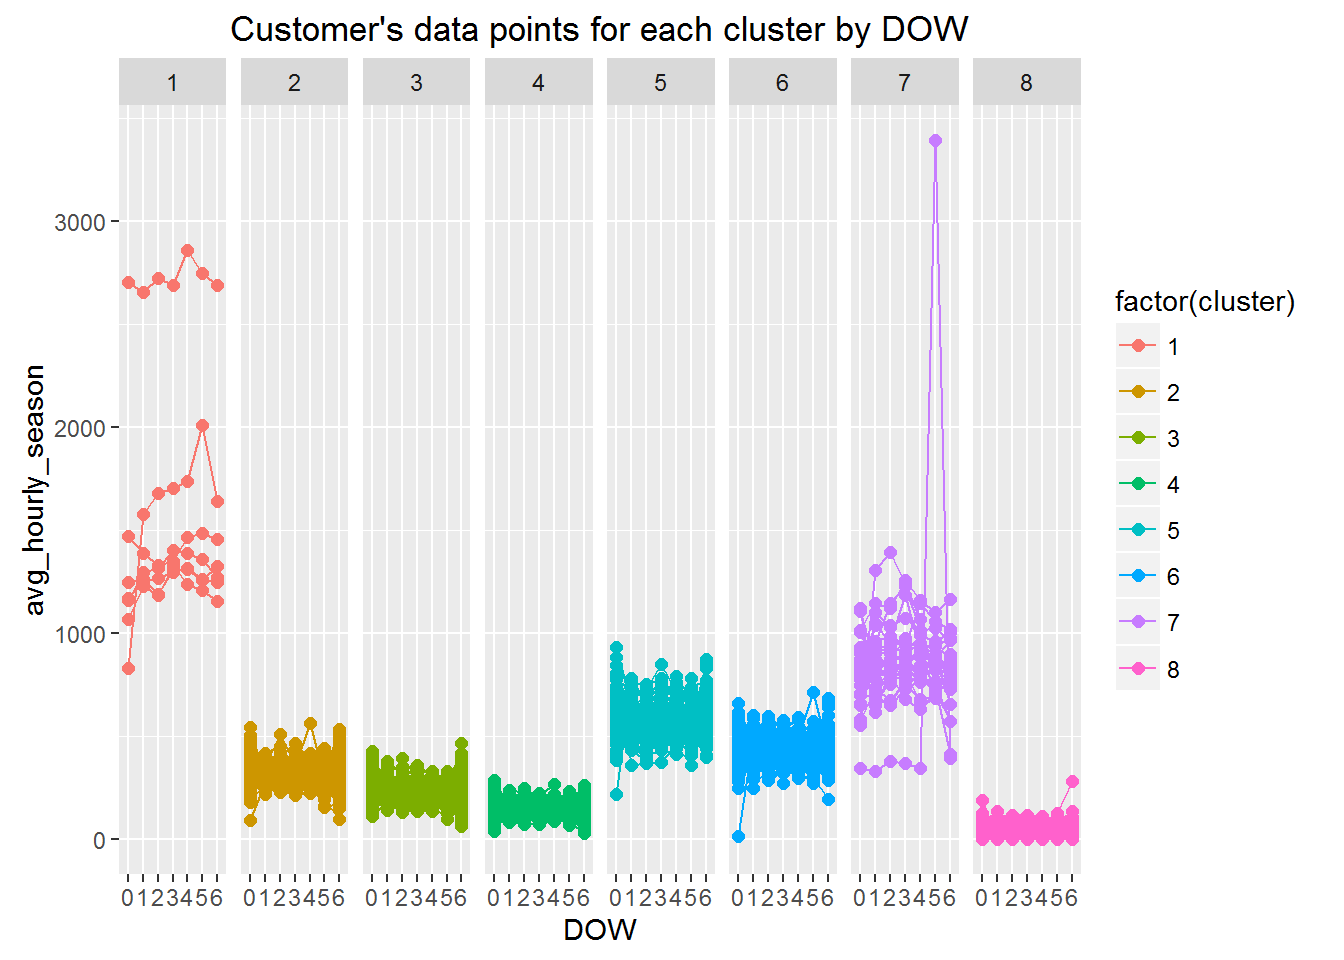 Customer's data points for each cluster by DOW
1 2 3 4 5 6 7 8
avg_hourly_season
3000
2000
1000
0
0123456 0123456 0123456 0123456 0123456 0123456 0123456 0123456
DOW
factor(cluster)
1
2
3
4
5
6
7
8